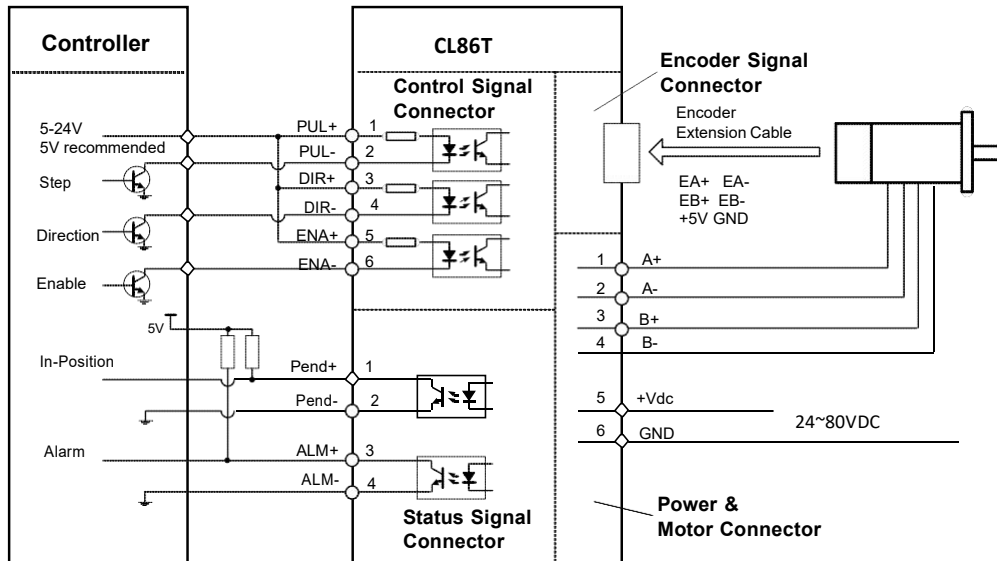 Controller
CL86T
Control Signal
Connector
Encoder Signal
Connector
Encoder
Extension Cable
EA+ EA-
EB+ EB-
+5V GND
5-24V
5V recommended
Step
Direction
Enable
PUL+ 1
PUL- 2
DIR+ 3
DIR- 4
ENA+ 5
ENA- 6
1 A+
2 A-
3 B+
4 B-
5V
In-Position
Alarm
Pend+ 1
Pend- 2
ALM+ 3
ALM- 4
Status Signal
Connector
5 +Vdc
6 GND
24~80VDC
Power &
Motor Connector